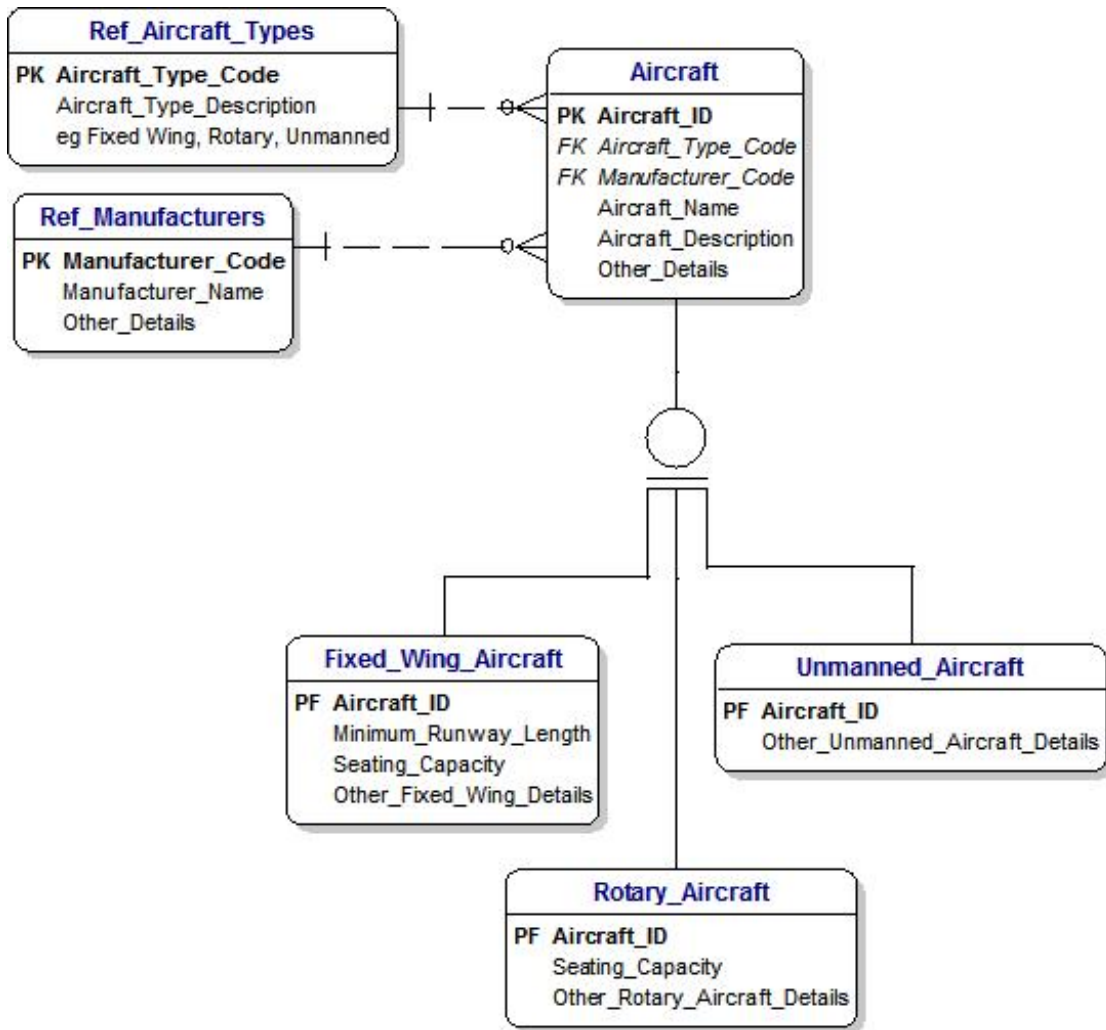 Ref_Aircraft_Types
PK Aircraft_Type_Code
Aircraft_Type_Description
eg Fixed Wing, Rotary, Unmanned
Ref_Manufacturers
PK Manufacturer_Code
Manufacturer_Name
Other_Details
Aircraft
PK Aircraft_ID
FK Aircraft_Type_Code
FK Manufacturer_Code
Aircraft_Name
Aircraft_Description
Other_Details
Fixed_Wing_Aircraft
PF Aircraft_ID
Minimum_Runway_Length
Seating_Capacity
Other_Fixed_Wing_Details
Unmanned_Aircraft
PF Aircraft_ID
Other_Unmanned_Aircraft_Details
Rotary_Aircraft
PF Aircraft_ID
Seating_Capacity
Other_Rotary_Aircraft_Details